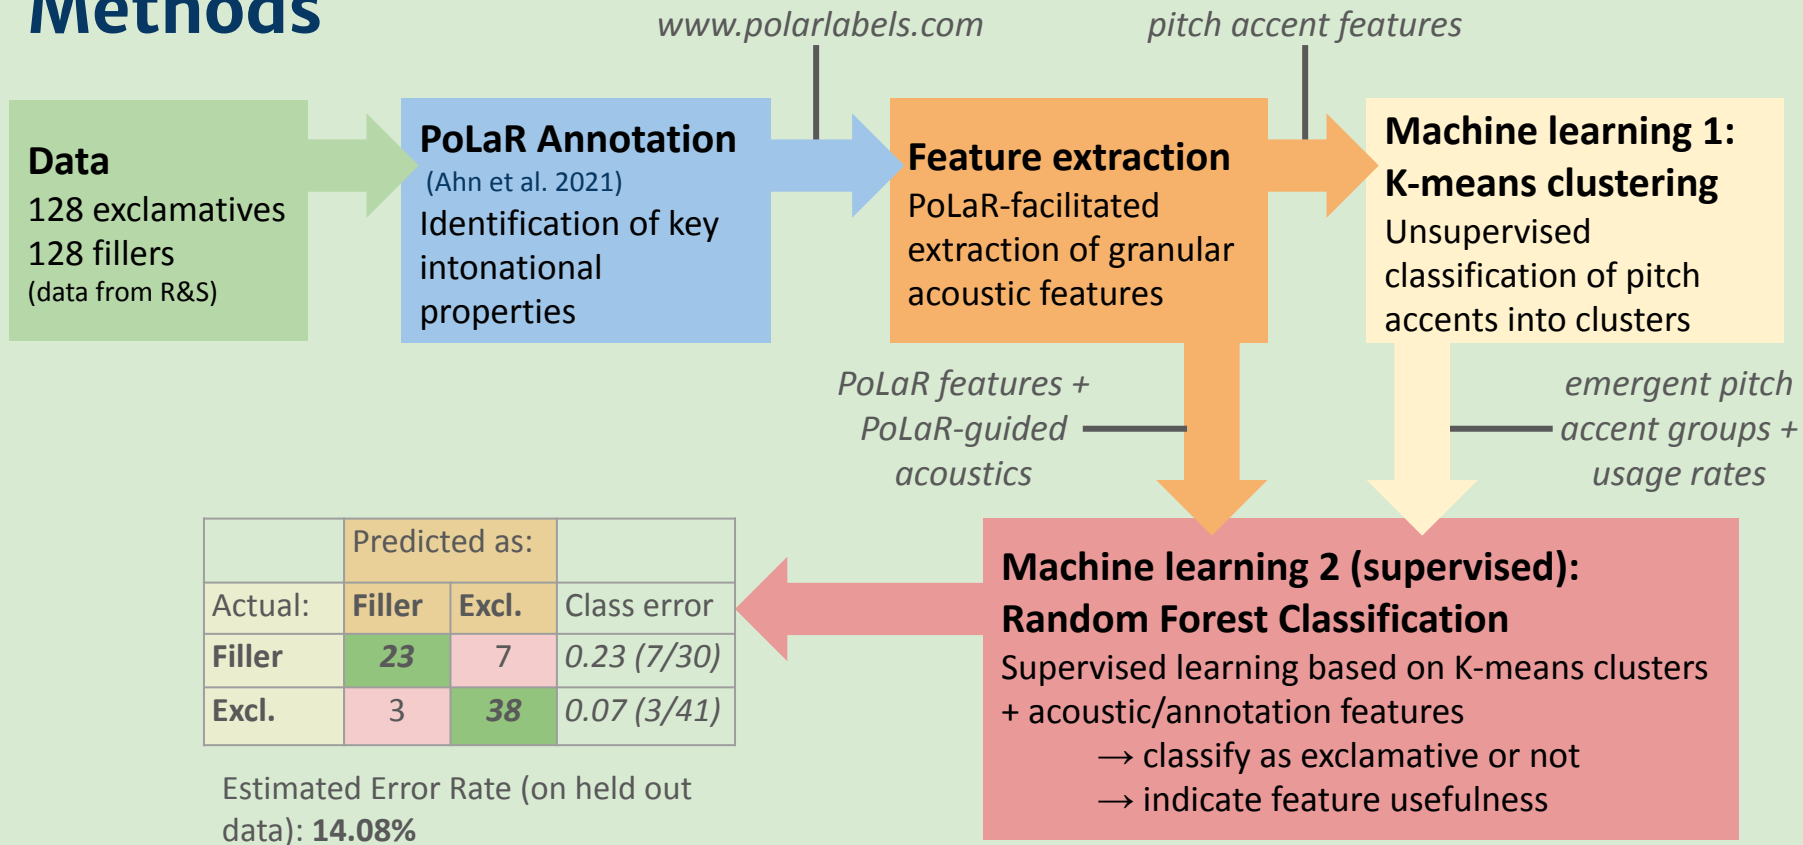 Methods
www.polarlabels.com
pitch accent features
Data
128 exclamatives
128 fillers
(data from R&S)
PoLaR Annotation
(Ahn et al. 2021)
Identification of key
intonational
properties
Feature extraction
PoLaR-facilitated
extraction of granular
acoustic features
Machine learning 1:
K-means clustering
Unsupervised
classification of pitch
accents into clusters
PoLaR features +
PoLaR-guided
acoustics
emergent pitch
accent groups +
usage rates
Predicted as:
Actual: Filler Excl. Class error
Filler 23 7 0.23 (7/30)
Excl. 3 38 0.07 (3/41)
Estimated Error Rate (on held out
data): 14.08%
Machine learning 2 (supervised):
Random Forest Classification
Supervised learning based on K-means clusters
+ acoustic/annotation features
→ classify as exclamative or not
→ indicate feature usefulness